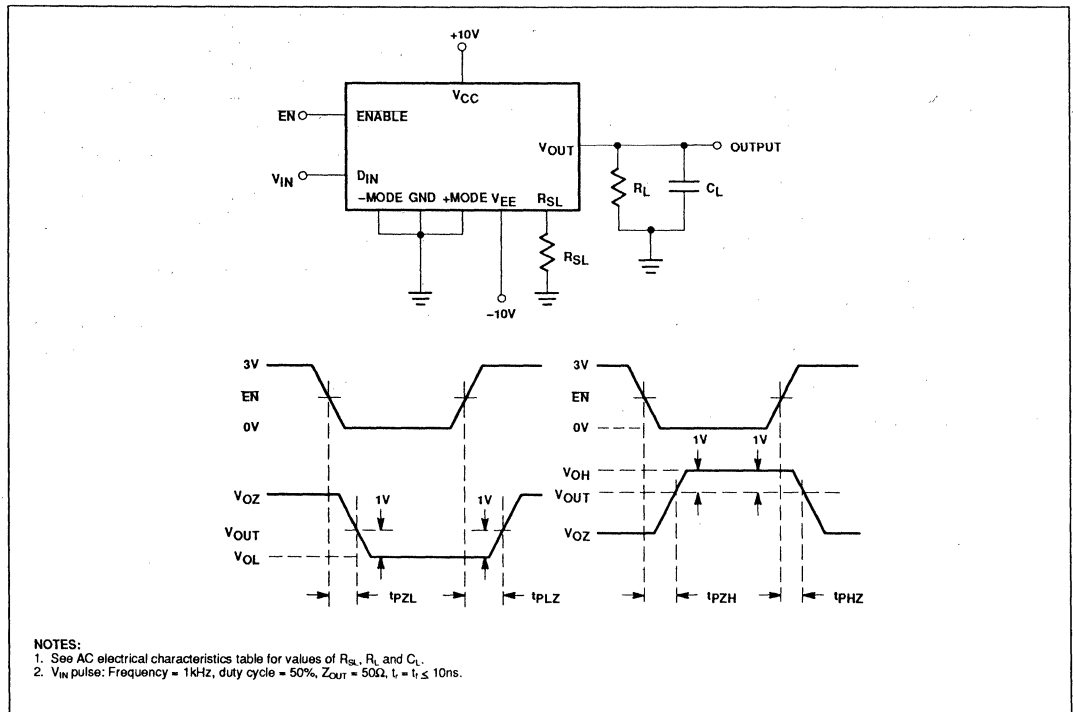 +10V
VCC
EN ENABLE
VOUT OUTPUT
VIN DIN
RL CL
-MODE GND +MODE VEE RSL
RSL
-10V
3V 3V
EN EN
0V 0V
1V 1V
VOH
VOZ 1V 1V VOUT
VOUT VOZ
VOL
tPZL tPLZ tPZH tPHZ
NOTES:
1. See AC electrical characteristics table for values of RSL, RL and CL.
2. VIN pulse: Frequency = 1kHz, duty cycle = 50%, ZOUT = 50Ω, tr = tf ≤ 10ns.